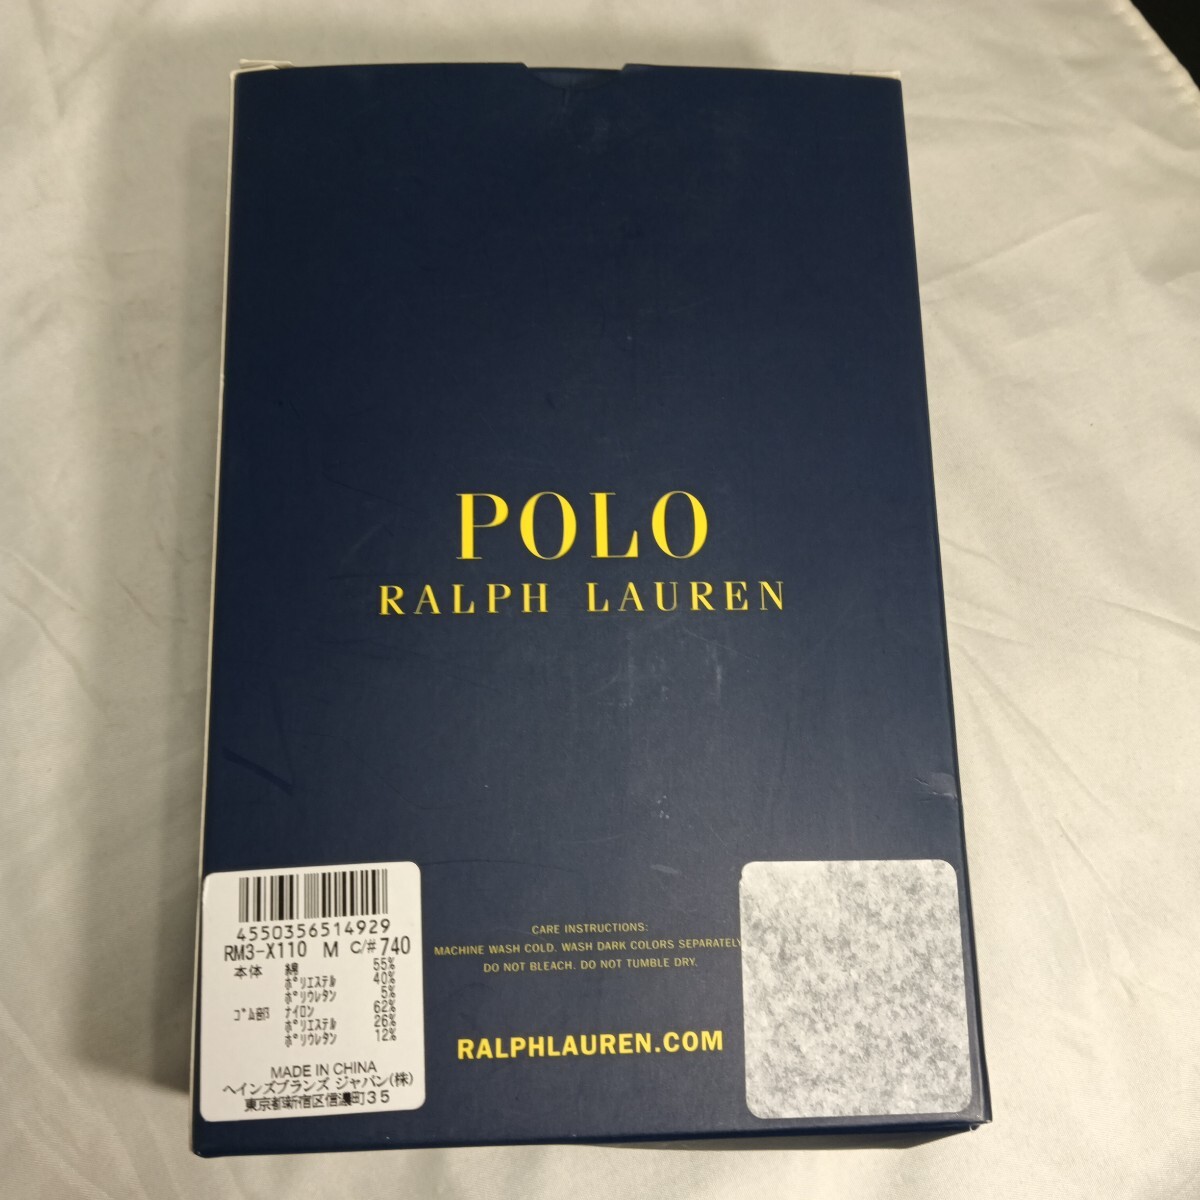 POLO
RALPH LAUREN
4550356514929
RM3-X110 M C/# 740
本体 綿 55%
ポリエステル 40%
ポリウレタン 5%
ゴム部 ナイロン 62%
ポリエステル 26%
ポリウレタン 12%
MADE IN CHINA
ヘインズブランズ ジャパン(株)
東京都新宿区信濃町35
CARE INSTRUCTIONS:
MACHINE WASH COLD. WASH DARK COLORS SEPARATELY
DO NOT BLEACH. DO NOT TUMBLE DRY.
RALPHLAUREN.COM